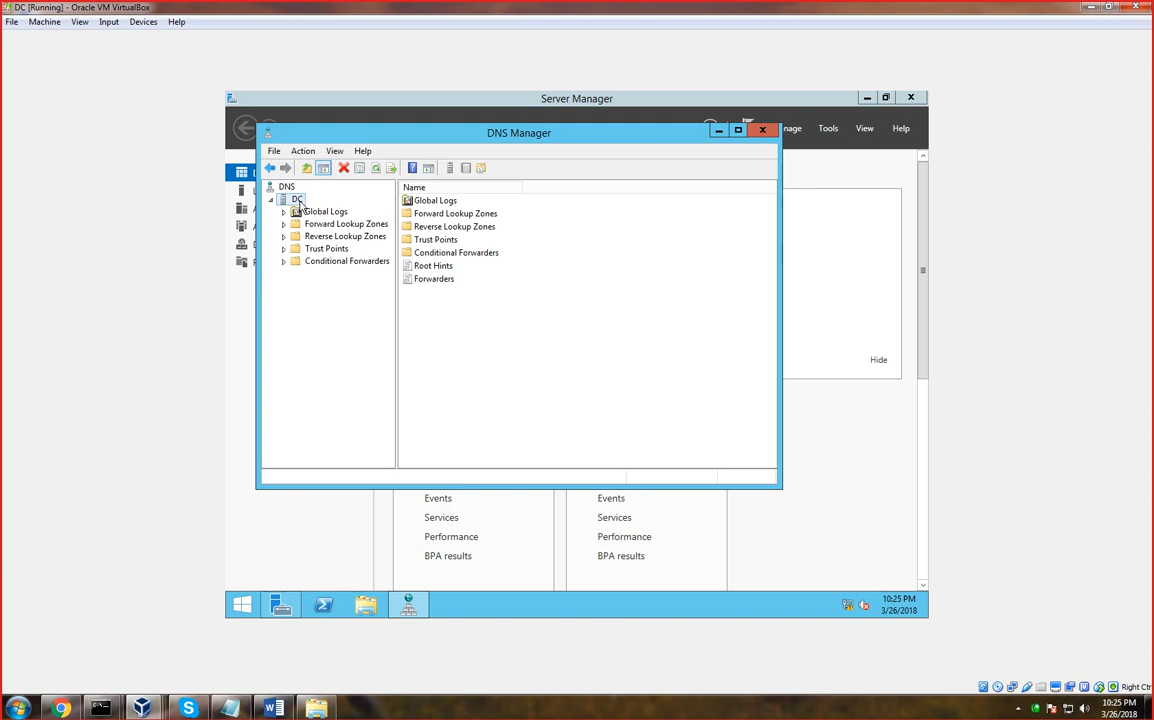 DC [Running] - Oracle VM VirtualBox
File Machine View Input Devices Help
Server Manager
Tools View Help
DNS Manager
File Action View Help
DNS
DC
Global Logs
Forward Lookup Zones
Reverse Lookup Zones
Trust Points
Conditional Forwarders
Name
Global Logs
Forward Lookup Zones
Reverse Lookup Zones
Trust Points
Conditional Forwarders
Root Hints
Forwarders
Hide
Events Events
Services Services
Performance Performance
BPA results BPA results
10:25 PM
3/26/2018
Right Ctr
10:25 PM
3/26/2018